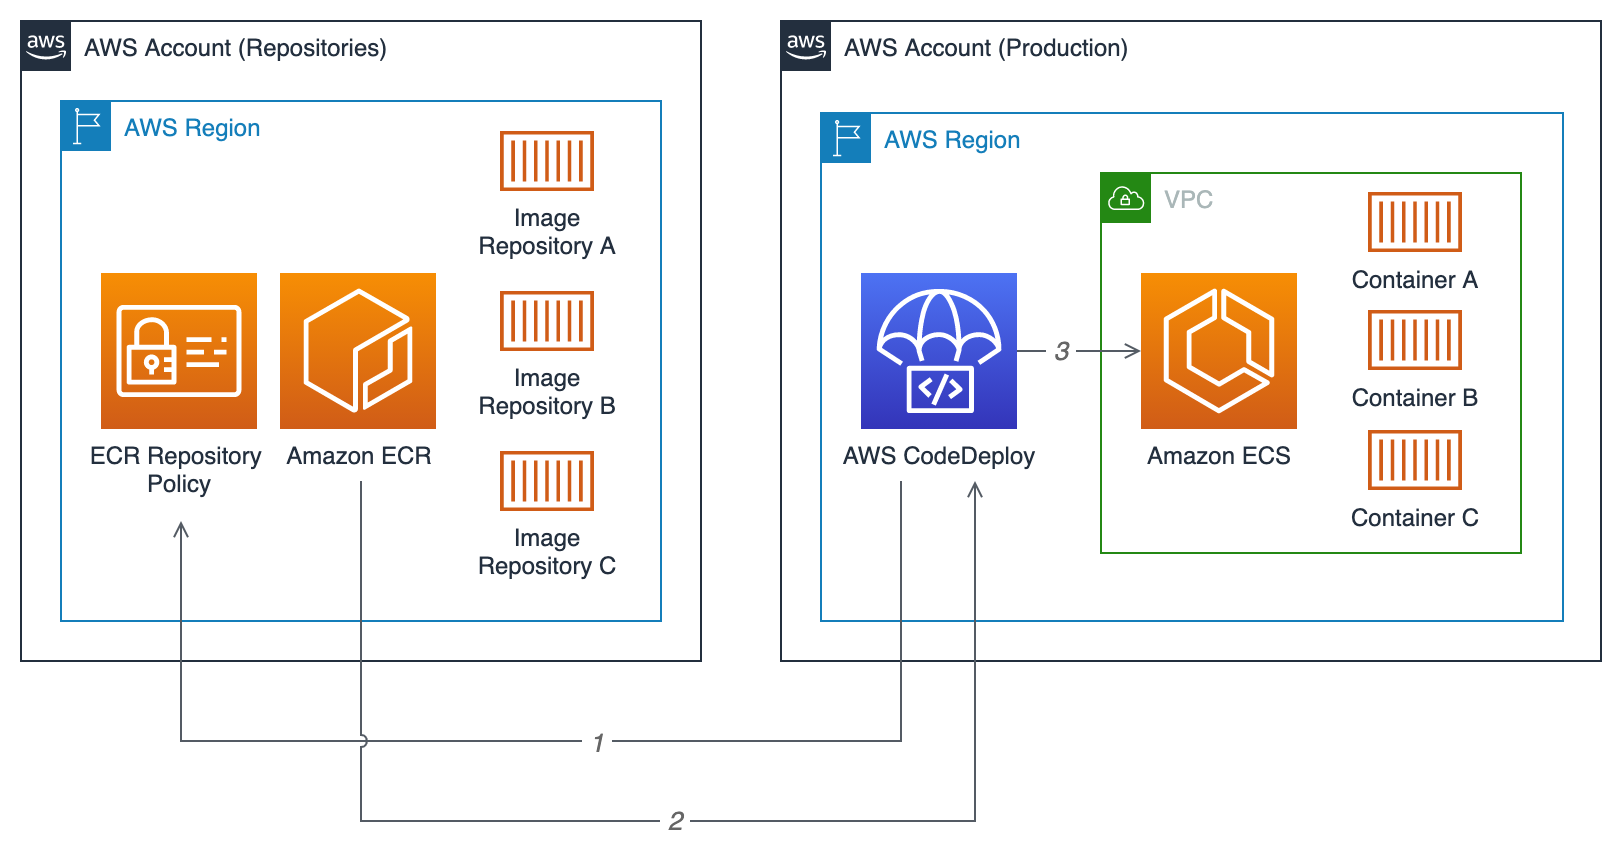 aws
AWS Account (Repositories)
AWS Region
Image
Repository A
Image
Repository B
Image
Repository C
ECR Repository
Policy
Amazon ECR
aws
AWS Account (Production)
AWS Region
VPC
Container A
Container B
Container C
</>
AWS CodeDeploy
3
Amazon ECS
1
2